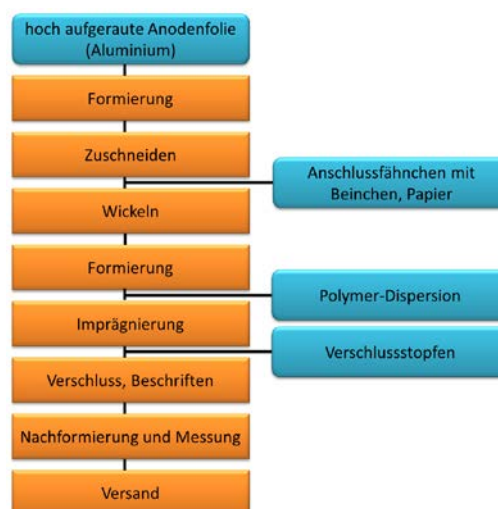 hoch aufgeraute Anodenfolie
(Aluminium)
Formierung
Zuschneiden
Anschlussfähnchen mit
Beinchen, Papier
Wickeln
Formierung
Polymer-Dispersion
Imprägnierung
Verschlussstopfen
Verschluss, Beschriften
Nachformierung und Messung
Versand